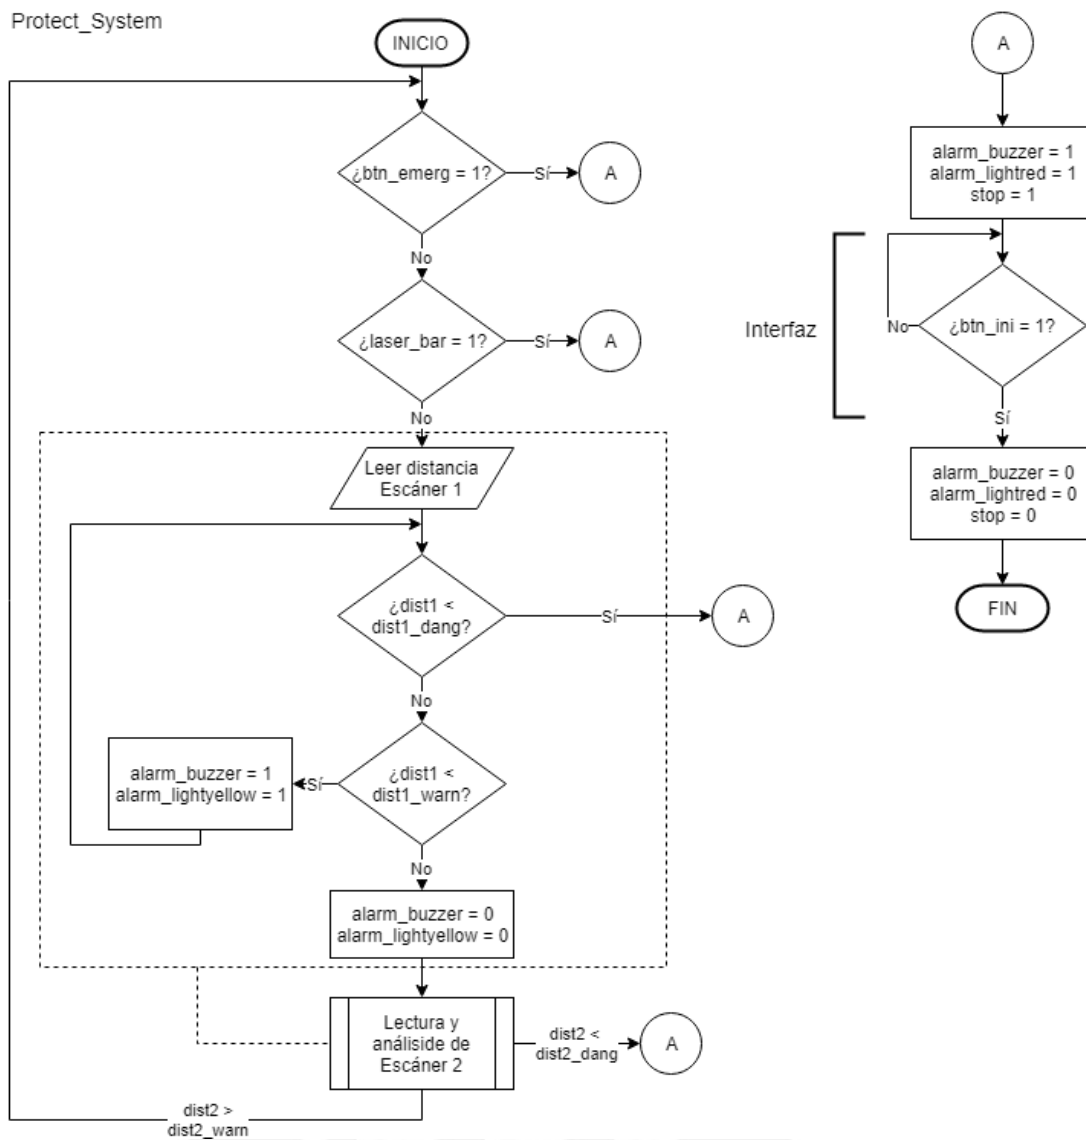 Protect_System
INICIO
¿btn_emerg = 1?
Sí
A
No
¿laser_bar = 1?
Sí
A
No
Leer distancia
Escáner 1
¿dist1 <
dist1_dang?
Sí
A
No
¿dist1 <
dist1_warn?
Sí
alarm_buzzer = 1
alarm_lightyellow = 1
No
alarm_buzzer = 0
alarm_lightyellow = 0
Lectura y
análiside de
Escáner 2
dist2 <
dist2_dang
A
dist2 >
dist2_warn
A
alarm_buzzer = 1
alarm_lightred = 1
stop = 1
Interfaz
¿btn_ini = 1?
No
Sí
alarm_buzzer = 0
alarm_lightred = 0
stop = 0
FIN